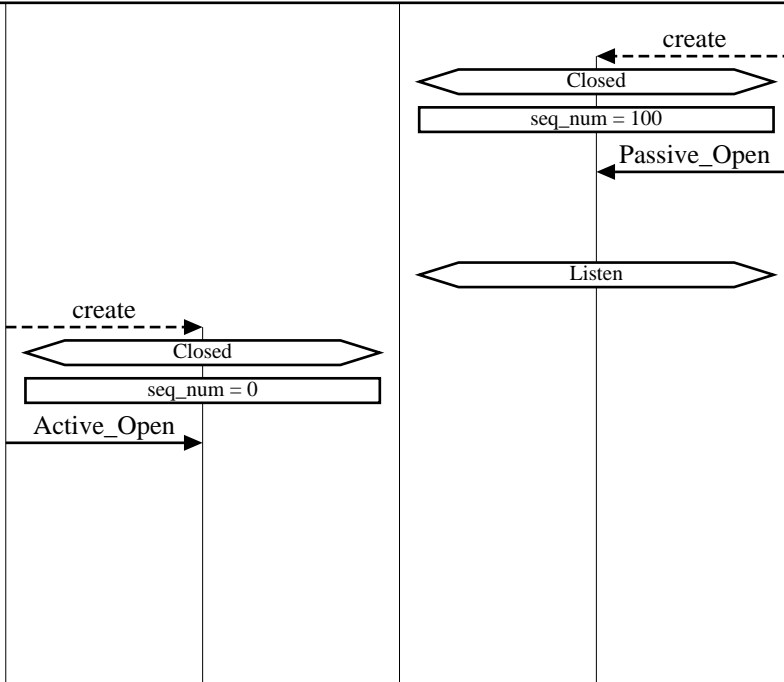 create
Closed
seq_num = 100
Passive_Open
Listen
create
Closed
seq_num = 0
Active_Open